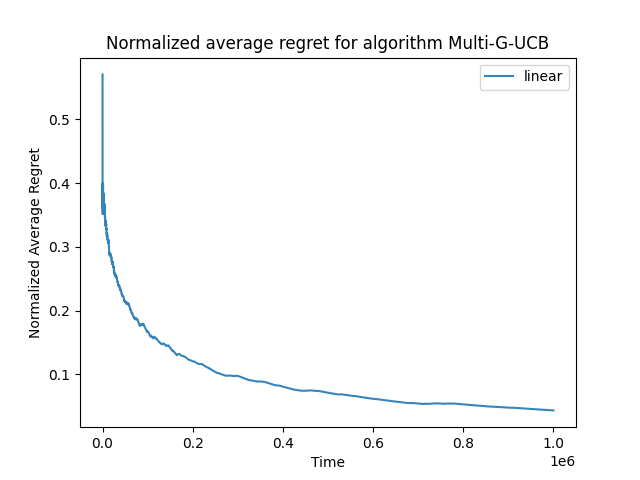 Normalized average regret for algorithm Multi-G-UCB
linear
Normalized Average Regret
0.5
0.4
0.3
0.2
0.1
0.0
0.2
0.4
0.6
0.8
1.0
1e6
Time